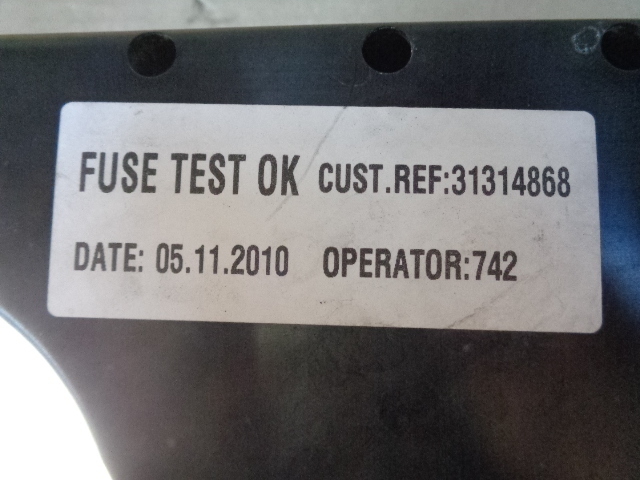 FUSE TEST OK CUST.REF:31314868
DATE: 05.11.2010 OPERATOR:742